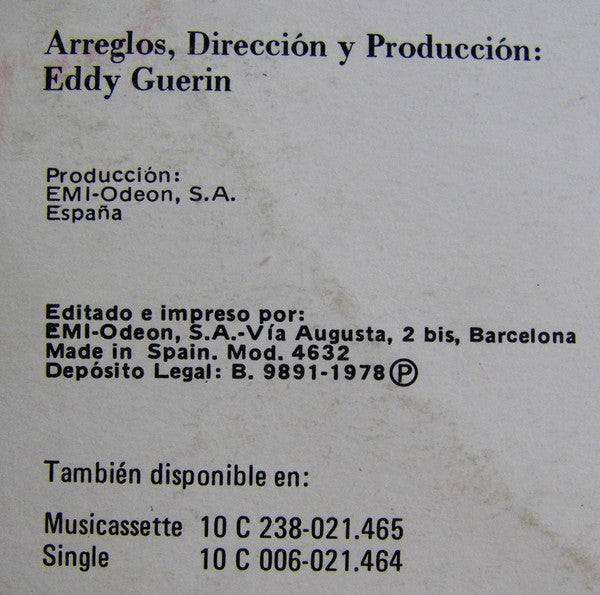 Arreglos, Dirección y Producción:
Eddy Guerin
Producción:
EMI-Odeon, S.A.
España
Editado e impreso por:
EMI-Odeon, S.A.-Vía Augusta, 2 bis, Barcelona
Made in Spain. Mod. 4632
Depósito Legal: B. 9891-1978 Ⓟ
También disponible en:
Musicassette 10 C 238-021.465
Single 10 C 006-021.464